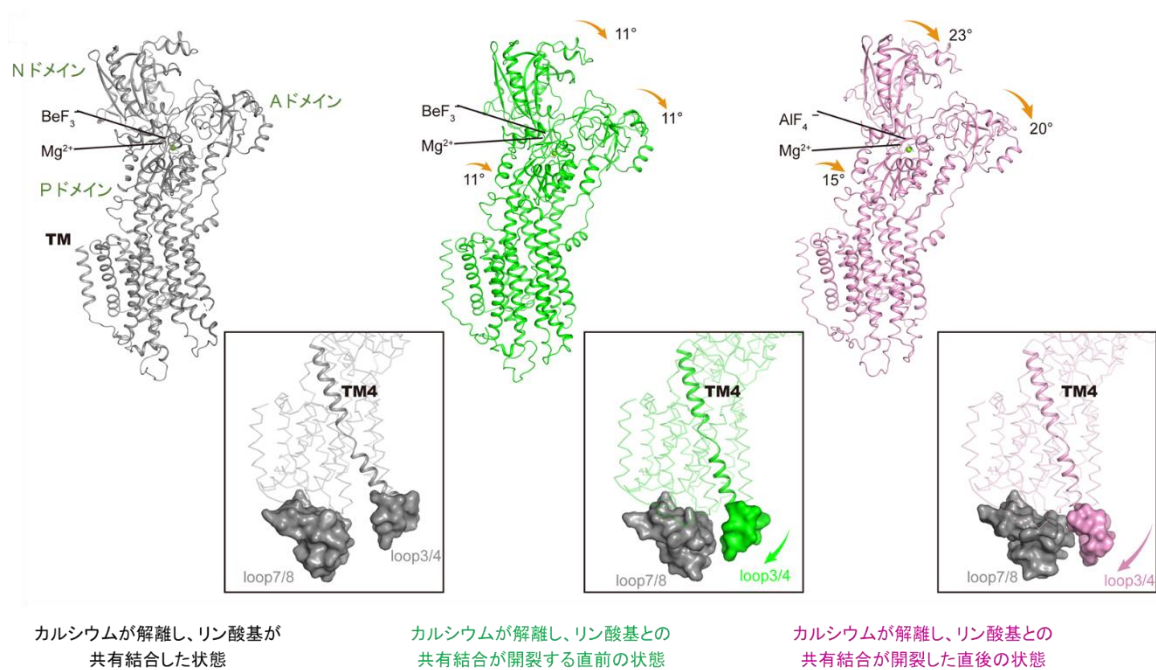 Nドメイン
Aドメイン
BeF₃⁻
Mg²⁺
Pドメイン
TM
11°
11°
BeF₃⁻
Mg²⁺
11°
23°
20°
AlF₄⁻
Mg²⁺
15°
TM4
loop3/4
loop7/8
TM4
loop7/8
loop3/4
TM4
loop7/8
loop3/4
カルシウムが解離し、リン酸基が
共有結合した状態
カルシウムが解離し、リン酸基との
共有結合が開裂する直前の状態
カルシウムが解離し、リン酸基との
共有結合が開裂した直後の状態